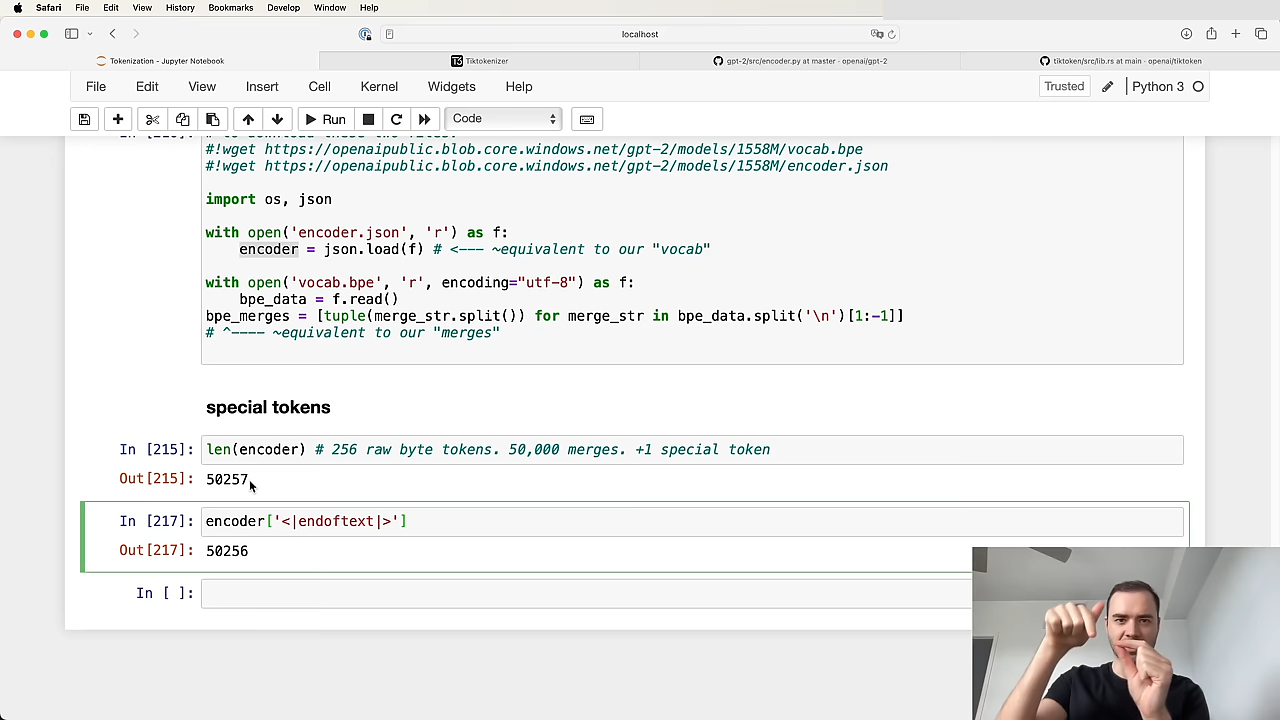 Safari File Edit View History Bookmarks Develop Window Help
localhost
Tokenization - Jupyter Notebook
Tiktokenizer
gpt-2/src/encoder.py at master · openai/gpt-2
tiktoken/src/lib.rs at main · openai/tiktoken
File Edit View Insert Cell Kernel Widgets Help
Trusted
Python 3
Run
Code
#!wget https://openaipublic.blob.core.windows.net/gpt-2/models/1558M/vocab.bpe
#!wget https://openaipublic.blob.core.windows.net/gpt-2/models/1558M/encoder.json
import os, json
with open('encoder.json', 'r') as f:
    encoder = json.load(f) # <--- ~equivalent to our "vocab"
with open('vocab.bpe', 'r', encoding="utf-8") as f:
    bpe_data = f.read()
bpe_merges = [tuple(merge_str.split()) for merge_str in bpe_data.split('\n')[1:-1]]
# ^---- ~equivalent to our "merges"
special tokens
In [215]: len(encoder) # 256 raw byte tokens. 50,000 merges. +1 special token
Out[215]: 50257
In [217]: encoder['<|endoftext|>']
Out[217]: 50256
In [ ]: